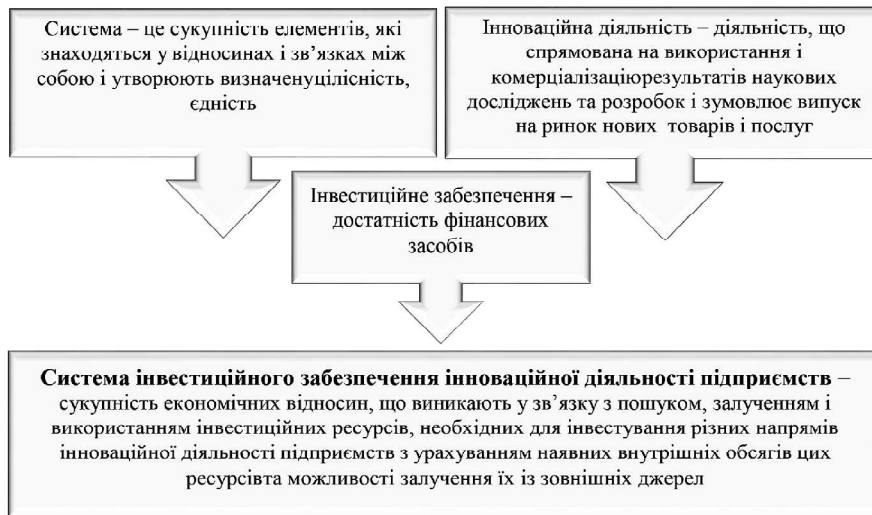 Система – це сукупність елементів, які
знаходяться у відносинах і зв’язках між
собою і утворюють визначенуцілісність,
єдність
Інноваційна діяльність – діяльність, що
спрямована на використання і
комерціалізаціюрезультатів наукових
досліджень та розробок і зумовлює випуск
на ринок нових товарів і послуг
Інвестиційне забезпечення –
достатність фінансових
засобів
Система інвестиційного забезпечення інноваційної діяльності підприємств –
сукупність економічних відносин, що виникають у зв’язку з пошуком, залученням і
використанням інвестиційних ресурсів, необхідних для інвестування різних напрямів
інноваційної діяльності підприємств з урахуванням наявних внутрішніх обсягів цих
ресурсівта можливості залучення їх із зовнішніх джерел